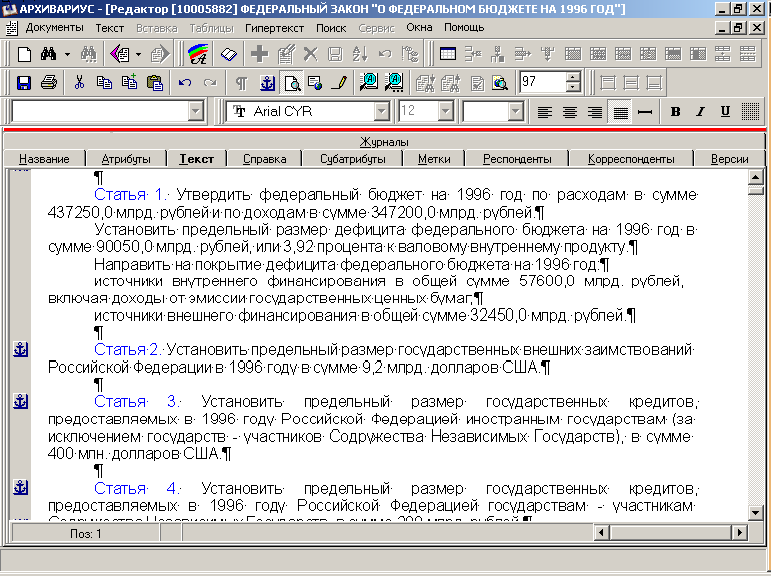 АРХИВАРИУС - [Редактор [10005882] ФЕДЕРАЛЬНЫЙ ЗАКОН "О ФЕДЕРАЛЬНОМ БЮДЖЕТЕ НА 1996 ГОД"]
Документы Текст Вставка Таблицы Гипертекст Поиск Сервис Окна Помощь
97
Arial CYR 12 B I U
Журналы
Название Атрибуты Текст Справка Субатрибуты Метки Респонденты Корреспонденты Версии
¶
Статья 1. Утвердить федеральный бюджет на 1996 год по расходам в сумме
437250,0 млрд. рублей и по доходам в сумме 347200,0 млрд. рублей.¶
Установить предельный размер дефицита федерального бюджета на 1996 год в
сумме 90050,0 млрд. рублей, или 3,92 процента к валовому внутреннему продукту.¶
Направить на покрытие дефицита федерального бюджета на 1996 год:¶
источники внутреннего финансирования в общей сумме 57600,0 млрд. рублей,
включая доходы от эмиссии государственных ценных бумаг;¶
источники внешнего финансирования в общей сумме 32450,0 млрд. рублей.¶
¶
Статья 2. Установить предельный размер государственных внешних заимствований
Российской Федерации в 1996 году в сумме 9,2 млрд. долларов США.¶
¶
Статья 3. Установить предельный размер государственных кредитов,
предоставляемых в 1996 году Российской Федерацией иностранным государствам (за
исключением государств - участников Содружества Независимых Государств), в сумме
400 млн. долларов США.¶
¶
Статья 4. Установить предельный размер государственных кредитов,
предоставляемых в 1996 году Российской Федерацией государствам - участникам
Содружества Независимых Государств, в сумме млрд. рублей.¶
Поз: 1